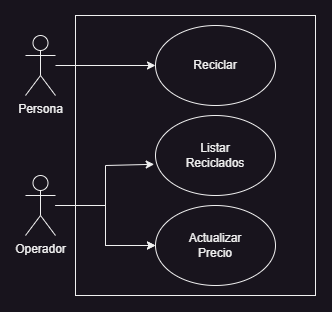 Reciclar
Persona
Listar
Reciclados
Operador
Actualizar
Precio